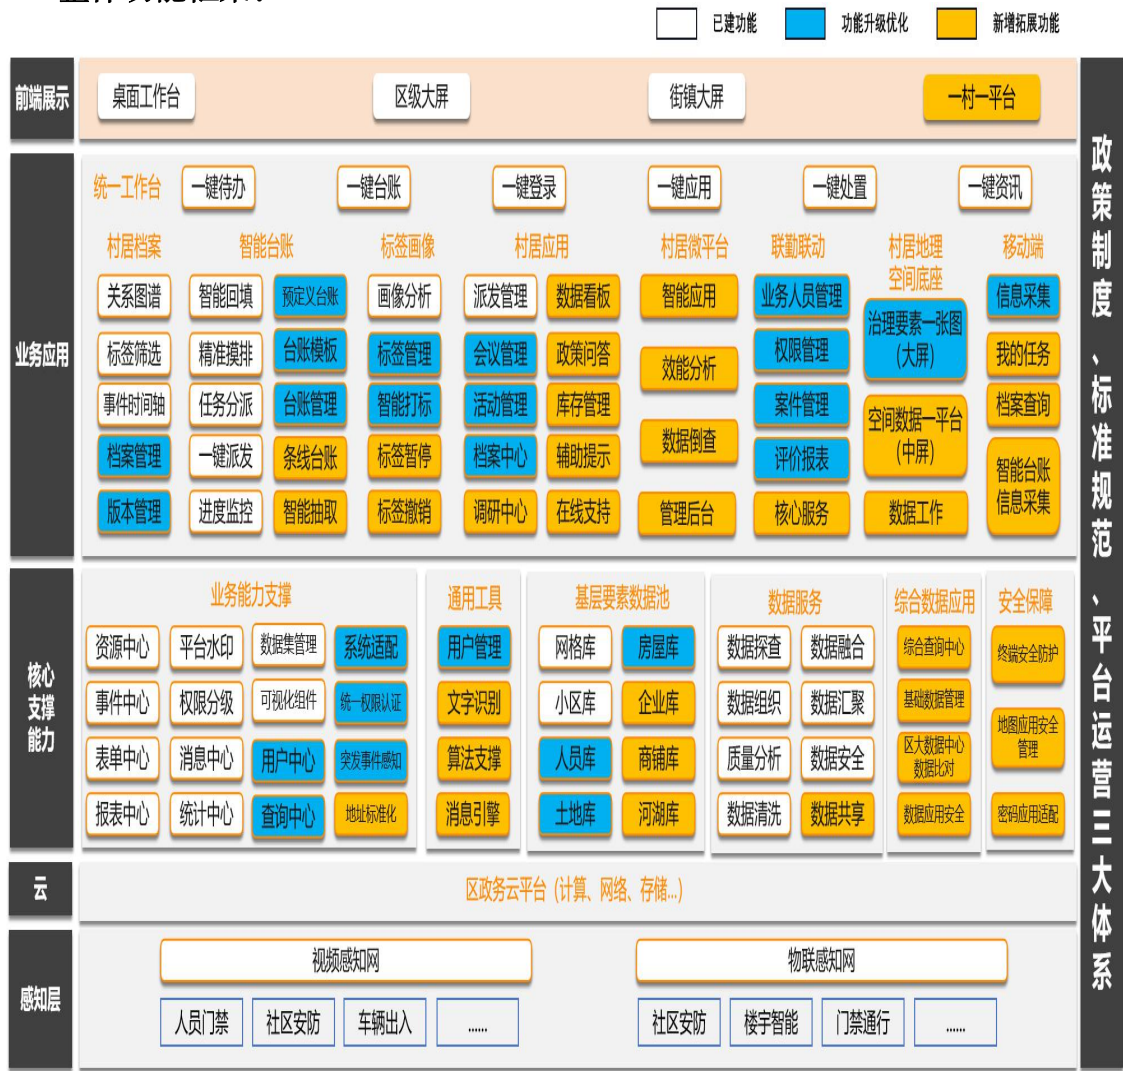 已建功能 功能升级优化 新增拓展功能
前端展示 桌面工作台 区级大屏 街镇大屏 一村一平台
业务应用
统一工作台 一键待办 一键台账 一键登录 一键应用 一键处置 一键资讯
村居档案
关系图谱
标签筛选
事件时间轴
档案管理
版本管理
智能台账
智能回填 预定义台账
精准摸排 台账模板
任务分派 台账管理
一键派发 条线台账
进度监控 智能抽取
标签画像
画像分析
标签管理
智能打标
标签暂停
标签撤销
村居应用
派发管理 数据看板
会议管理 政策问答
活动管理 库存管理
档案中心 辅助提示
调研中心 在线支持
村居微平台
智能应用
效能分析
数据倒查
管理后台
联勤联动
业务人员管理
权限管理
案件管理
评价报表
核心服务
村居地理
空间底座
治理要素一张图
(大屏)
空间数据一平台
(中屏)
数据工作
移动端
信息采集
我的任务
档案查询
智能台账
信息采集
核心
支撑
能力
业务能力支撑
资源中心 平台水印 数据集管理 系统适配
事件中心 权限分级 可视化组件 统一权限认证
表单中心 消息中心 用户中心 突发事件感知
报表中心 统计中心 查询中心 地址标准化
通用工具
用户管理
文字识别
算法支撑
消息引擎
基层要素数据池
网格库 房屋库
小区库 企业库
人员库 商铺库
土地库 河湖库
数据服务
数据探查 数据融合
数据组织 数据汇聚
质量分析 数据安全
数据清洗 数据共享
综合数据应用
综合查询中心
基础数据管理
区大数据中心
数据比对
数据应用安全
安全保障
终端安全防护
地图应用安全
管理
密码应用适配
云 区政务云平台（计算、网络、存储...）
感知层
视频感知网
人员门禁 社区安防 车辆出入 ......
物联感知网
社区安防 楼宇智能 门禁通行 ......
政策制度、标准规范、平台运营三大体系